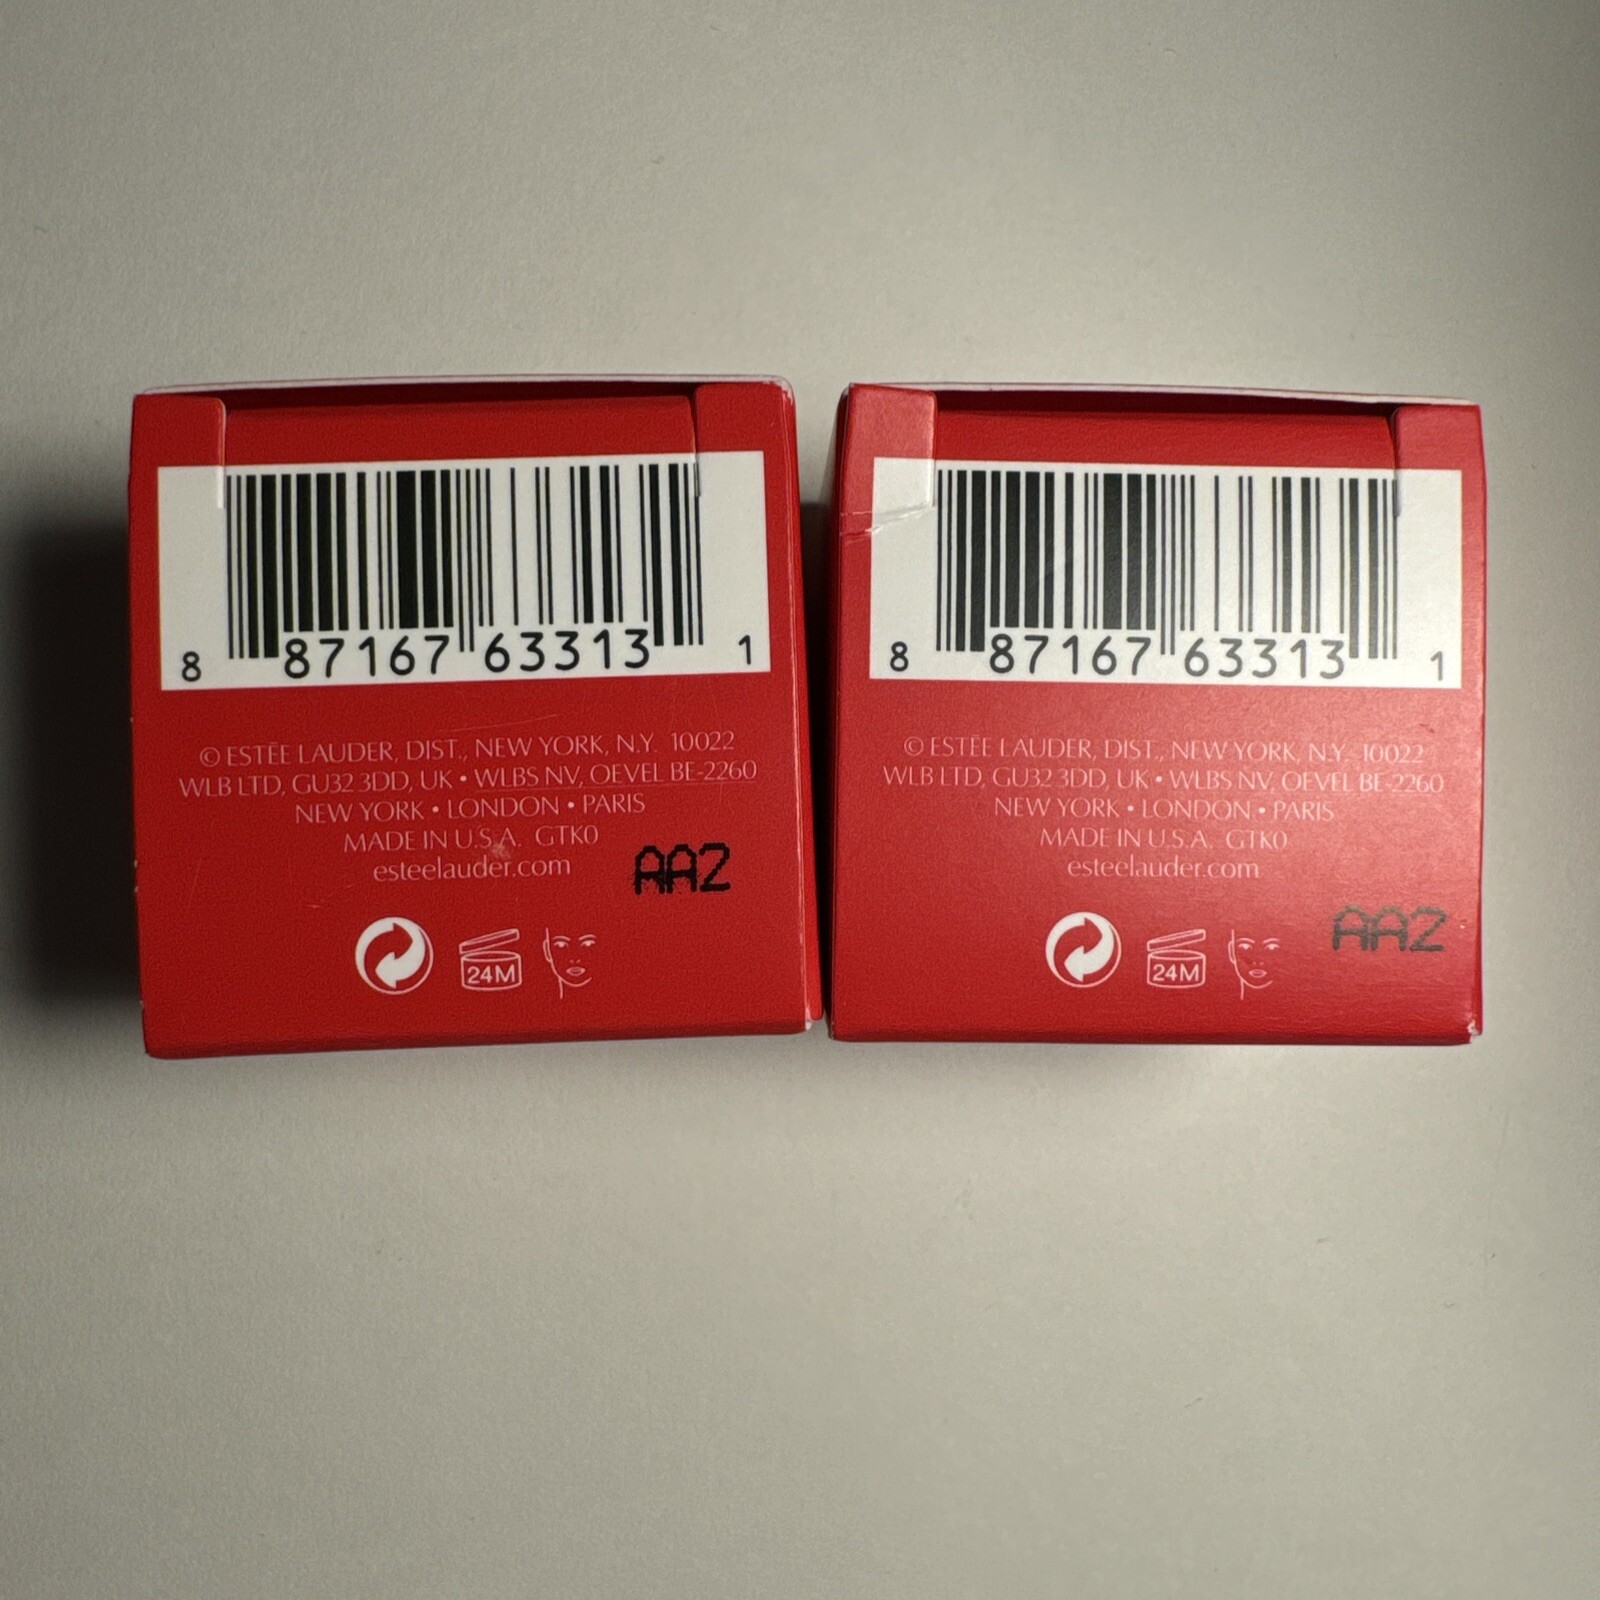 8 87167 63313 1
© ESTÉE LAUDER, DIST., NEW YORK, N.Y. 10022
WLB LTD, GU32 3DD, UK • WLBS NV, OEVEL BE-2260
NEW YORK • LONDON • PARIS
MADE IN U.S.A. GTK0
esteelauder.com
AA2
24M
8 87167 63313 1
© ESTÉE LAUDER, DIST., NEW YORK, N.Y. 10022
WLB LTD, GU32 3DD, UK • WLBS NV, OEVEL BE-2260
NEW YORK • LONDON • PARIS
MADE IN U.S.A. GTK0
esteelauder.com
AA2
24M